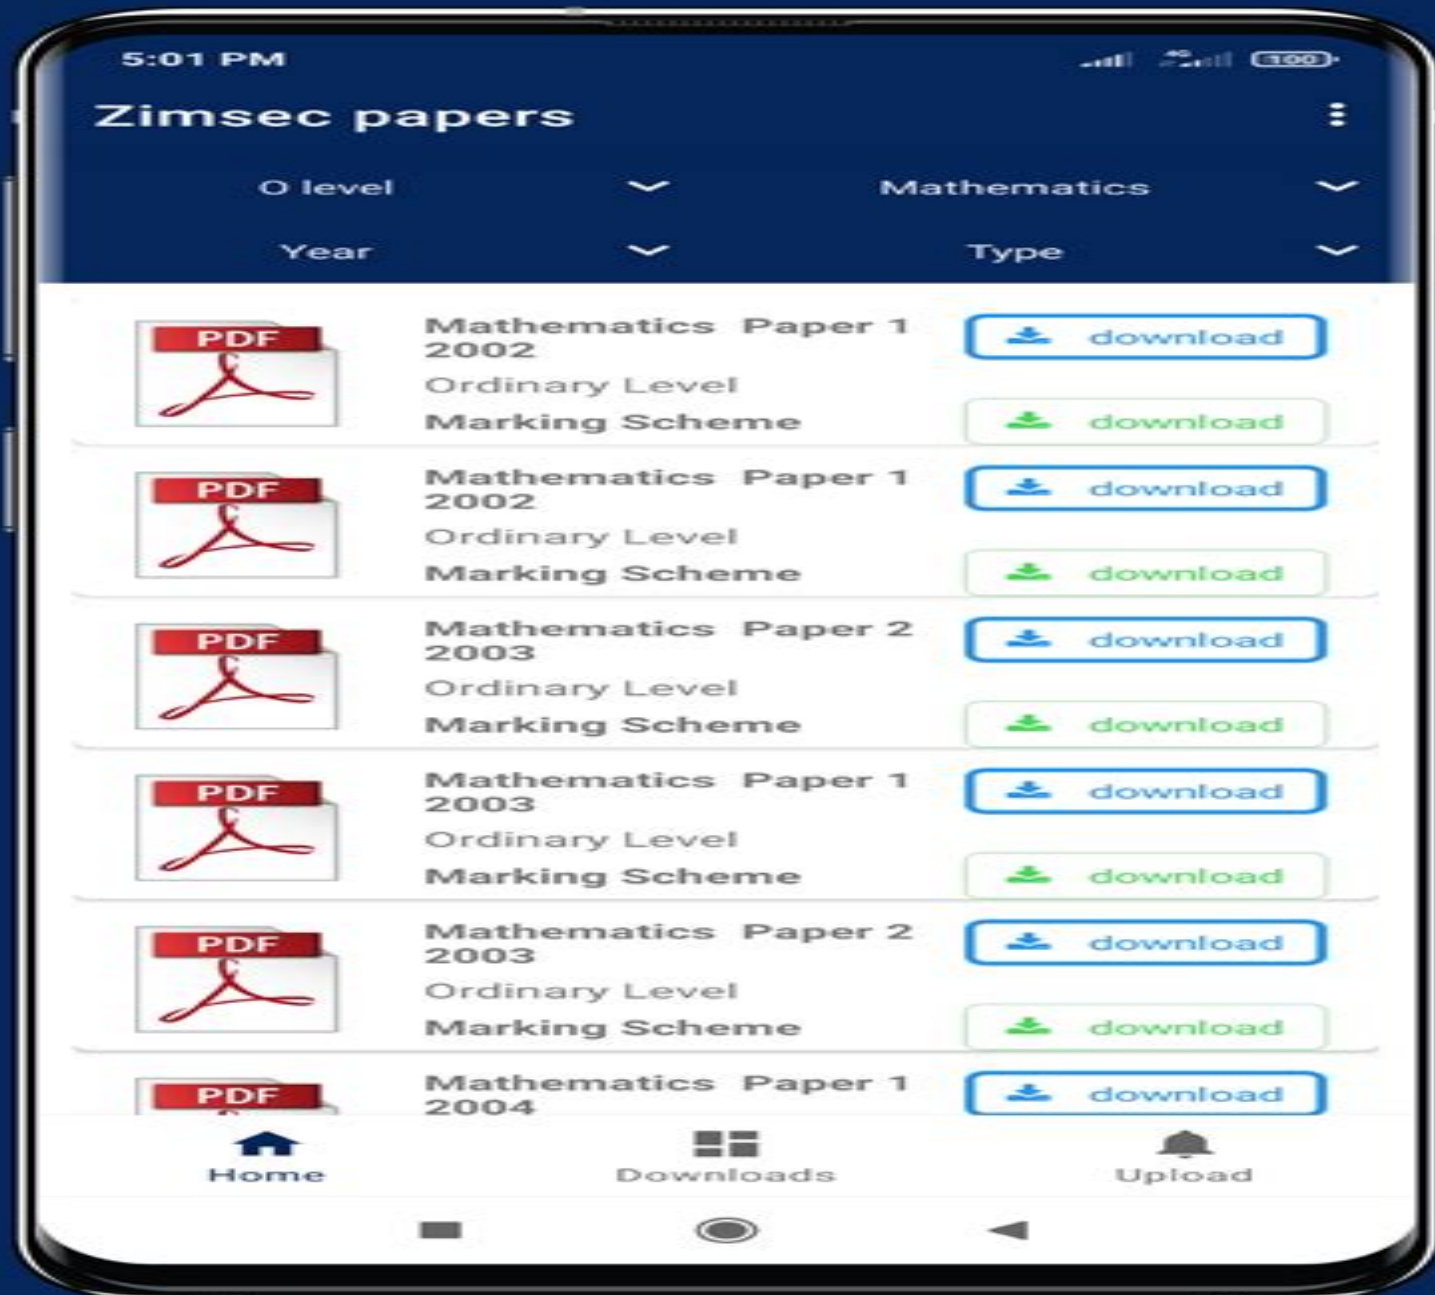 5:01 PM
4G
100
Zimsec papers
O level
Mathematics
Year
Type
PDF
Mathematics Paper 1
2002
download
Ordinary Level
Marking Scheme
download
PDF
Mathematics Paper 1
2002
download
Ordinary Level
Marking Scheme
download
PDF
Mathematics Paper 2
2003
download
Ordinary Level
Marking Scheme
download
PDF
Mathematics Paper 1
2003
download
Ordinary Level
Marking Scheme
download
PDF
Mathematics Paper 2
2003
download
Ordinary Level
Marking Scheme
download
PDF
Mathematics Paper 1
2004
download
Home
Downloads
Upload